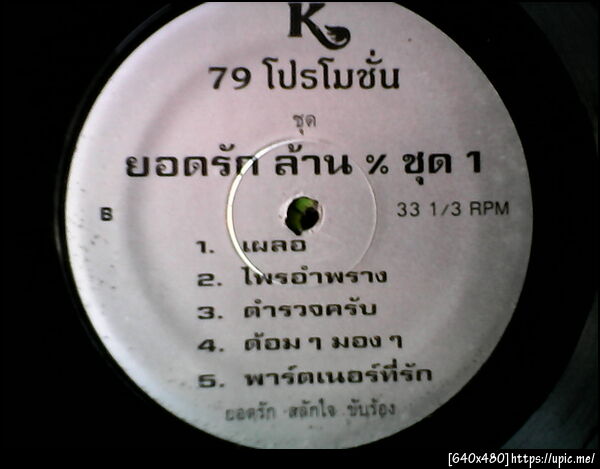 K
79 โปรโมชั่น
ชุด
ยอดรัก ล้าน % ชุด 1
B
33 1/3 RPM
1. เผลอ
2. ไพรอำพราง
3. ตำรวจครับ
4. ด้อม ๆ มอง ๆ
5. พาร์ตเนอร์ที่รัก
ยอดรัก สลักใจ ขับร้อง
[640x480]https://upic.me/